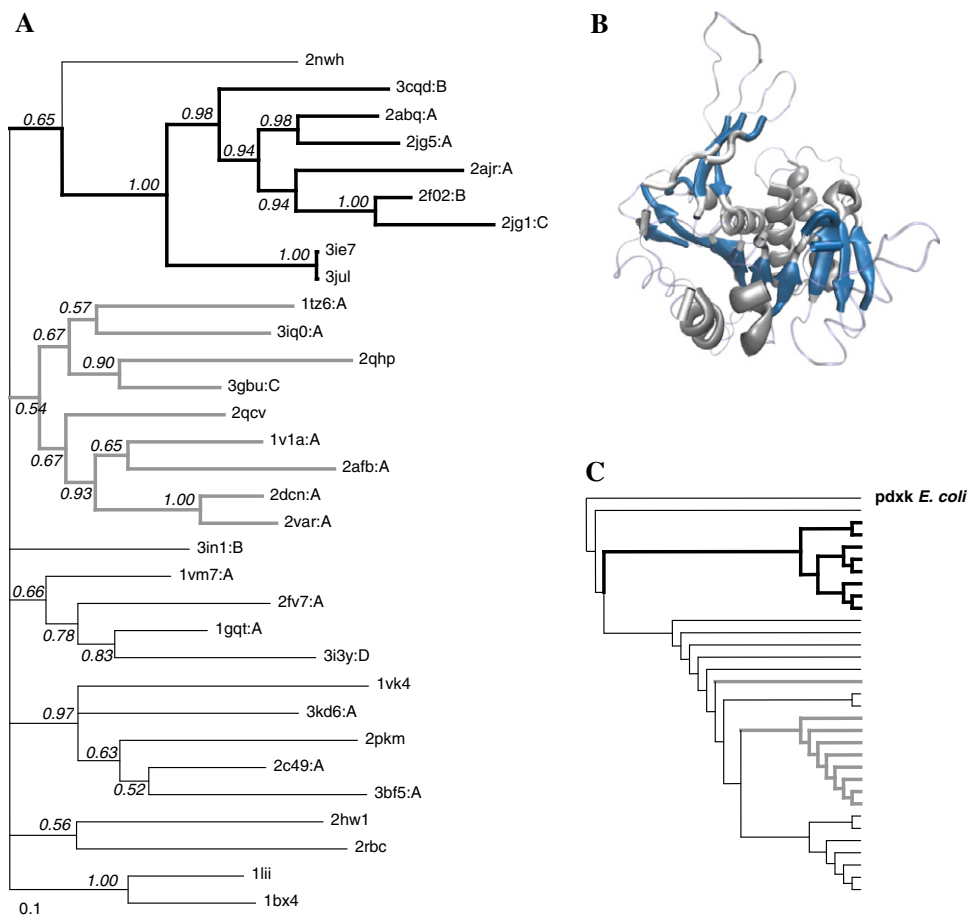 A
B
2nwh
0.65
3cqd:B
0.98
2abq:A
0.98
2jg5:A
0.94
2ajr:A
1.00
2f02:B
0.94
1.00
2jg1:C
3ie7
1.00
3jul
1tz6:A
0.57
3iq0:A
0.67
2qhp
0.90
3gbu:C
0.54
2qcv
1v1a:A
0.65
0.67
2afb:A
0.93
2dcn:A
1.00
2var:A
3in1:B
1vm7:A
0.66
2fv7:A
0.78
1gqt:A
0.83
3i3y:D
1vk4
0.97
3kd6:A
2pkm
0.63
2c49:A
0.52
3bf5:A
2hw1
0.56
2rbc
1lii
1.00
1bx4
0.1
C
pdxk E. coli